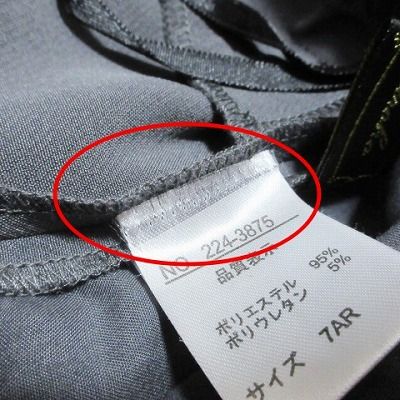 NO. 224-3875
品質表示
ポリエステル 95%
ポリウレタン 5%
サイズ 7AR